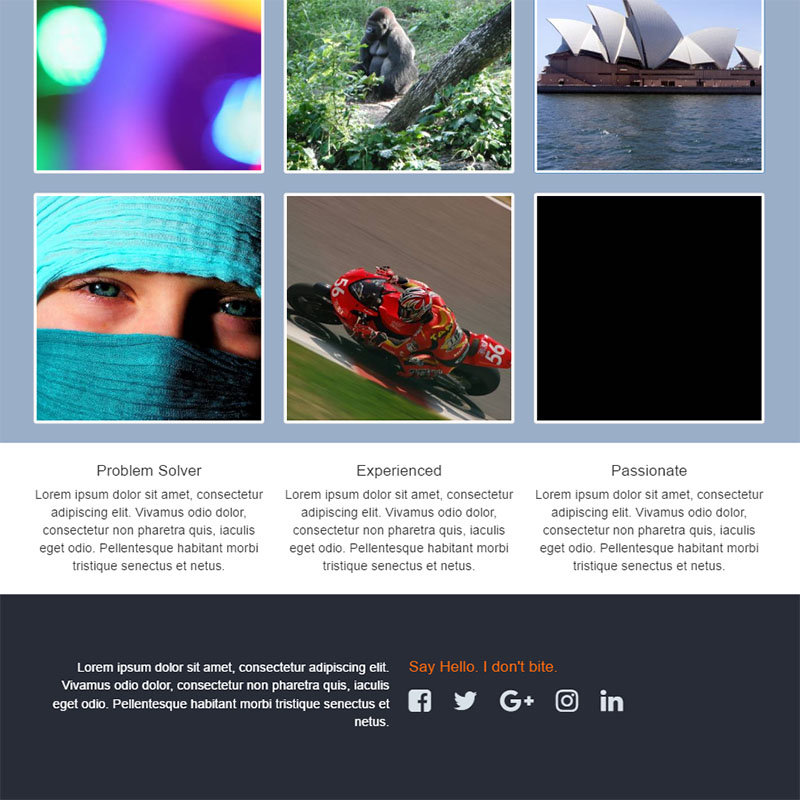 56
56
Problem Solver
Lorem ipsum dolor sit amet, consectetur
adipiscing elit. Vivamus odio dolor,
consectetur non pharetra quis, iaculis
eget odio. Pellentesque habitant morbi
tristique senectus et netus.
Experienced
Lorem ipsum dolor sit amet, consectetur
adipiscing elit. Vivamus odio dolor,
consectetur non pharetra quis, iaculis
eget odio. Pellentesque habitant morbi
tristique senectus et netus.
Passionate
Lorem ipsum dolor sit amet, consectetur
adipiscing elit. Vivamus odio dolor,
consectetur non pharetra quis, iaculis
eget odio. Pellentesque habitant morbi
tristique senectus et netus.
Lorem ipsum dolor sit amet, consectetur adipiscing elit.
Vivamus odio dolor, consectetur non pharetra quis, iaculis
eget odio. Pellentesque habitant morbi tristique senectus et
netus.
Say Hello. I don't bite.